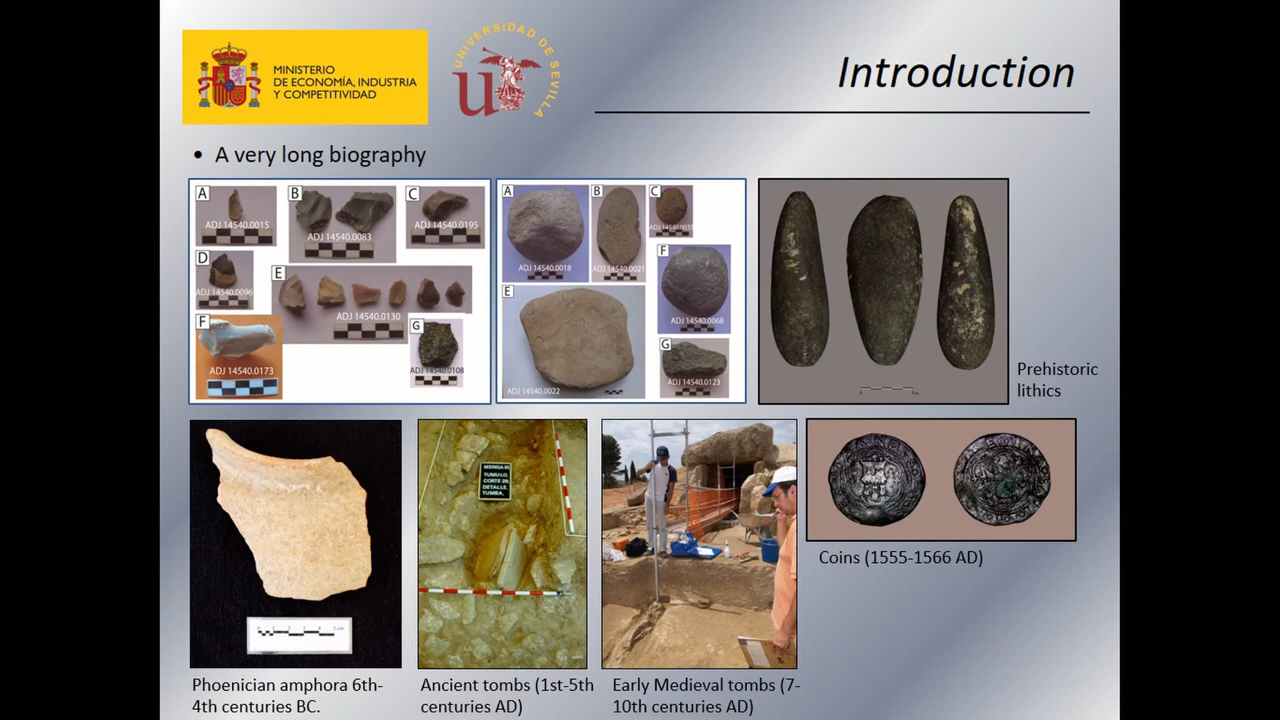 MINISTERIO
DE ECONOMÍA, INDUSTRIA
Y COMPETITIVIDAD
UNIVERSIDAD DE SEVILLA
Introduction
• A very long biography
A
ADJ 14540.0015
B
ADJ 14540.0083
C
ADJ 14540.0195
D
ADJ 14540.0096
E
ADJ 14540.0130
F
ADJ 14540.0173
G
ADJ 14540.0108
A
ADJ 14540.0018
B
ADJ 14540.0021
C
E
ADJ 14540.0022
F
ADJ 14540.0068
G
ADJ 14540.0123
Prehistoric
lithics
MENGA
TUMULO,
CORTE
DETALLE,
TUMBA.
Coins (1555-1566 AD)
Phoenician amphora 6th-
4th centuries BC.
Ancient tombs (1st-5th
centuries AD)
Early Medieval tombs (7-
10th centuries AD)